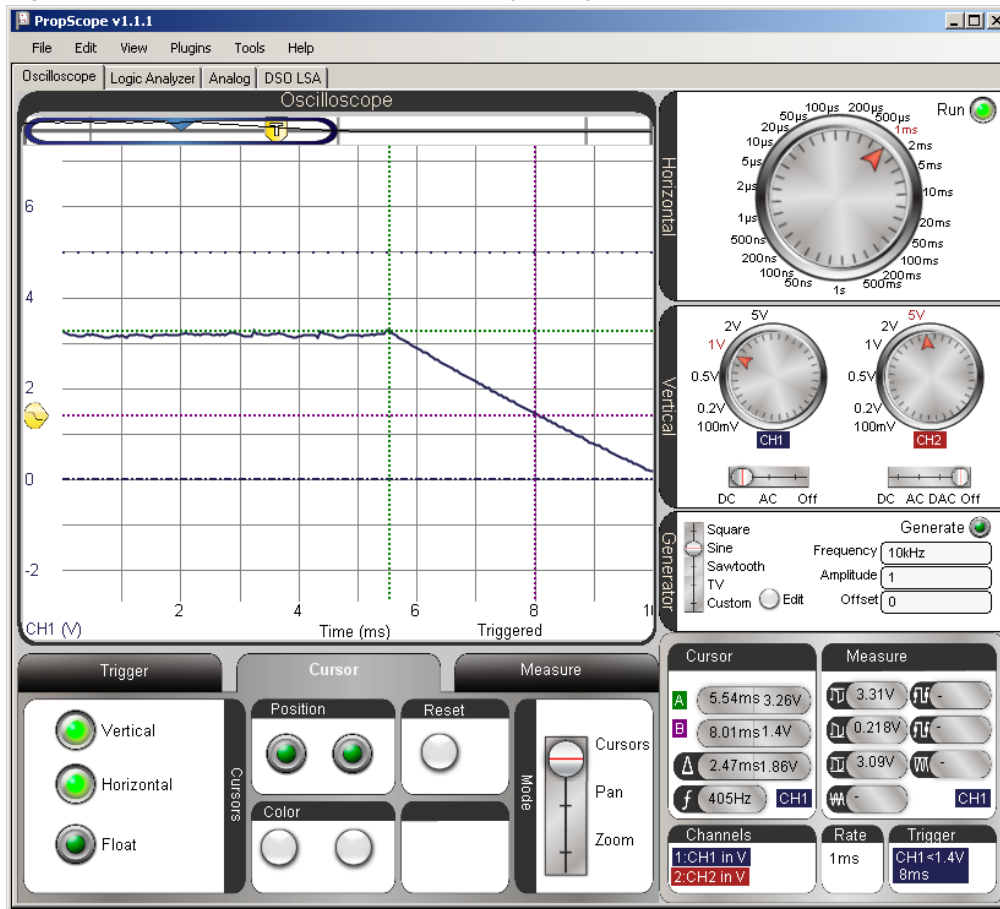 PropScope v1.1.1
File Edit View Plugins Tools Help
Oscilloscope Logic Analyzer Analog DSO LSA
Oscilloscope
T
6
4
2
0
-2
2 4 6 8 1
CH1 (V) Time (ms) Triggered
Horizontal
Run
100µs 200µs
50µs 500µs
20µs 1ms
10µs 2ms
5µs 5ms
2µs 10ms
1µs 20ms
500ns 50ms
200ns 100ms
100ns 200ms
50ns 1s 500ms
Vertical
5V
2V
1V
0.5V
0.2V
100mV
CH1
DC AC Off
5V
2V
1V
0.5V
0.2V
100mV
CH2
DC AC DAC Off
Generator
Square
Sine
Sawtooth
TV
Custom
Edit
Generate
Frequency 10kHz
Amplitude 1
Offset 0
Trigger Cursor Measure
Vertical
Horizontal
Float
Cursors
Position
Reset
Color
Mode
Cursors
Pan
Zoom
Cursor
A 5.54ms 3.26V
B 8.01ms 1.4V
Δ 2.47ms 1.86V
f 405Hz CH1
Measure
3.31V -
0.218V -
3.09V -
- CH1
Channels
1:CH1 in V
2:CH2 in V
Rate
1ms
Trigger
CH1<1.4V
8ms